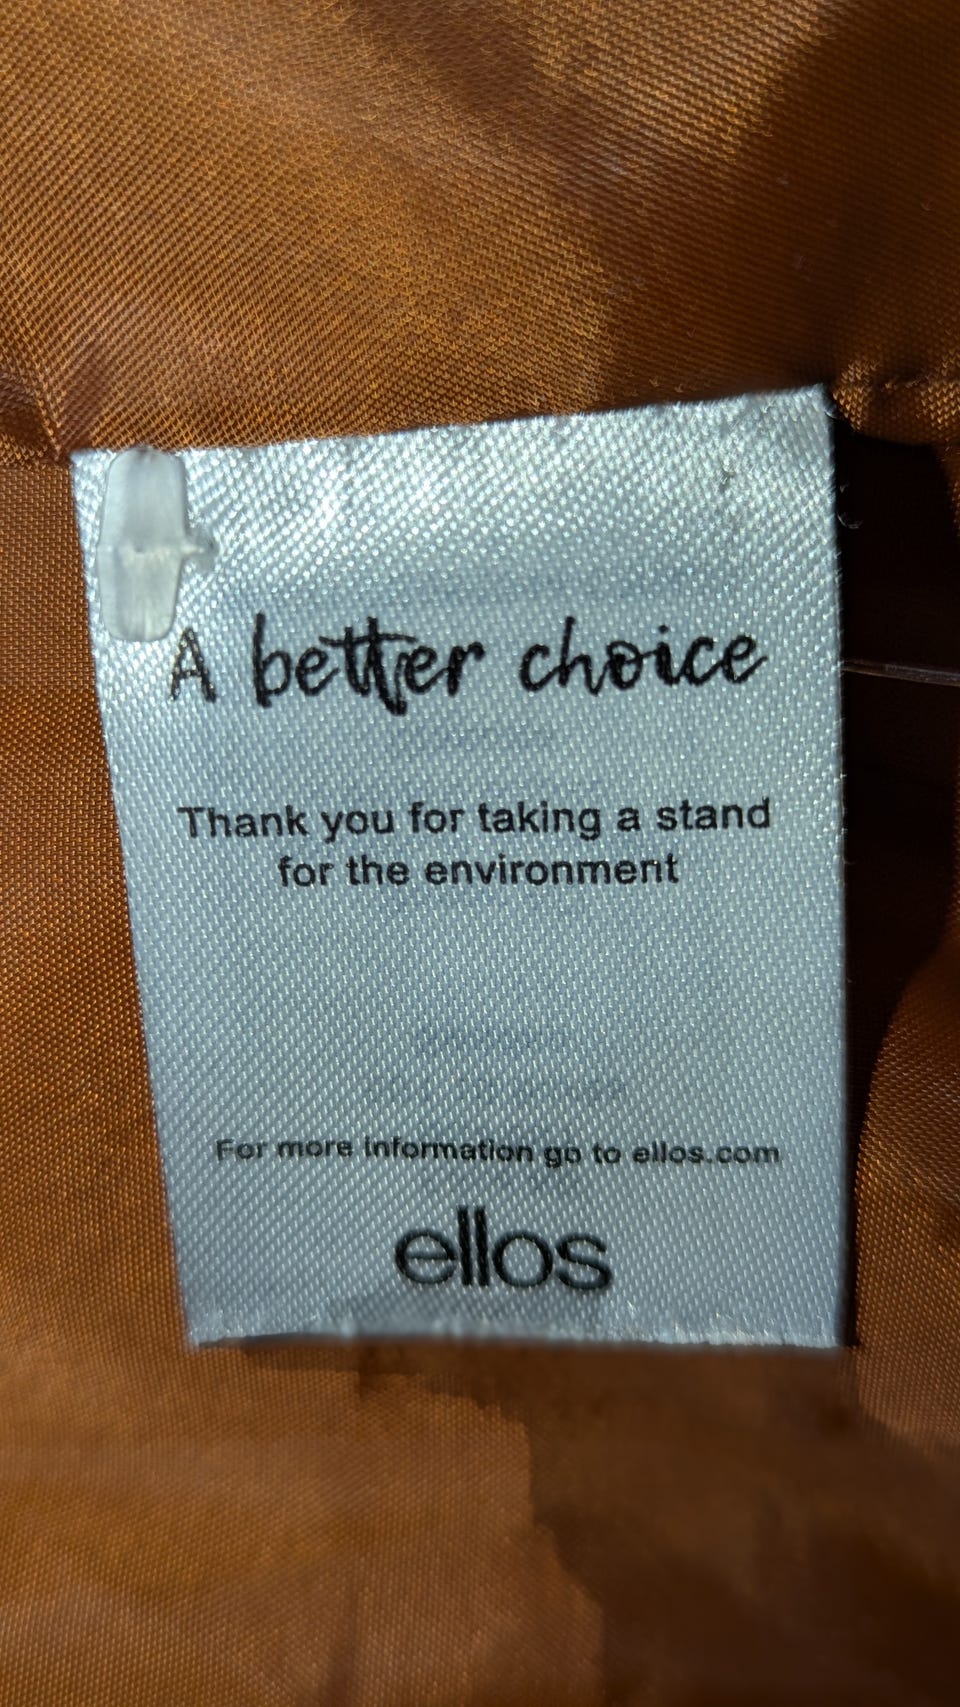 A better choice
Thank you for taking a stand
for the environment
For more information go to ellos.com
ellos